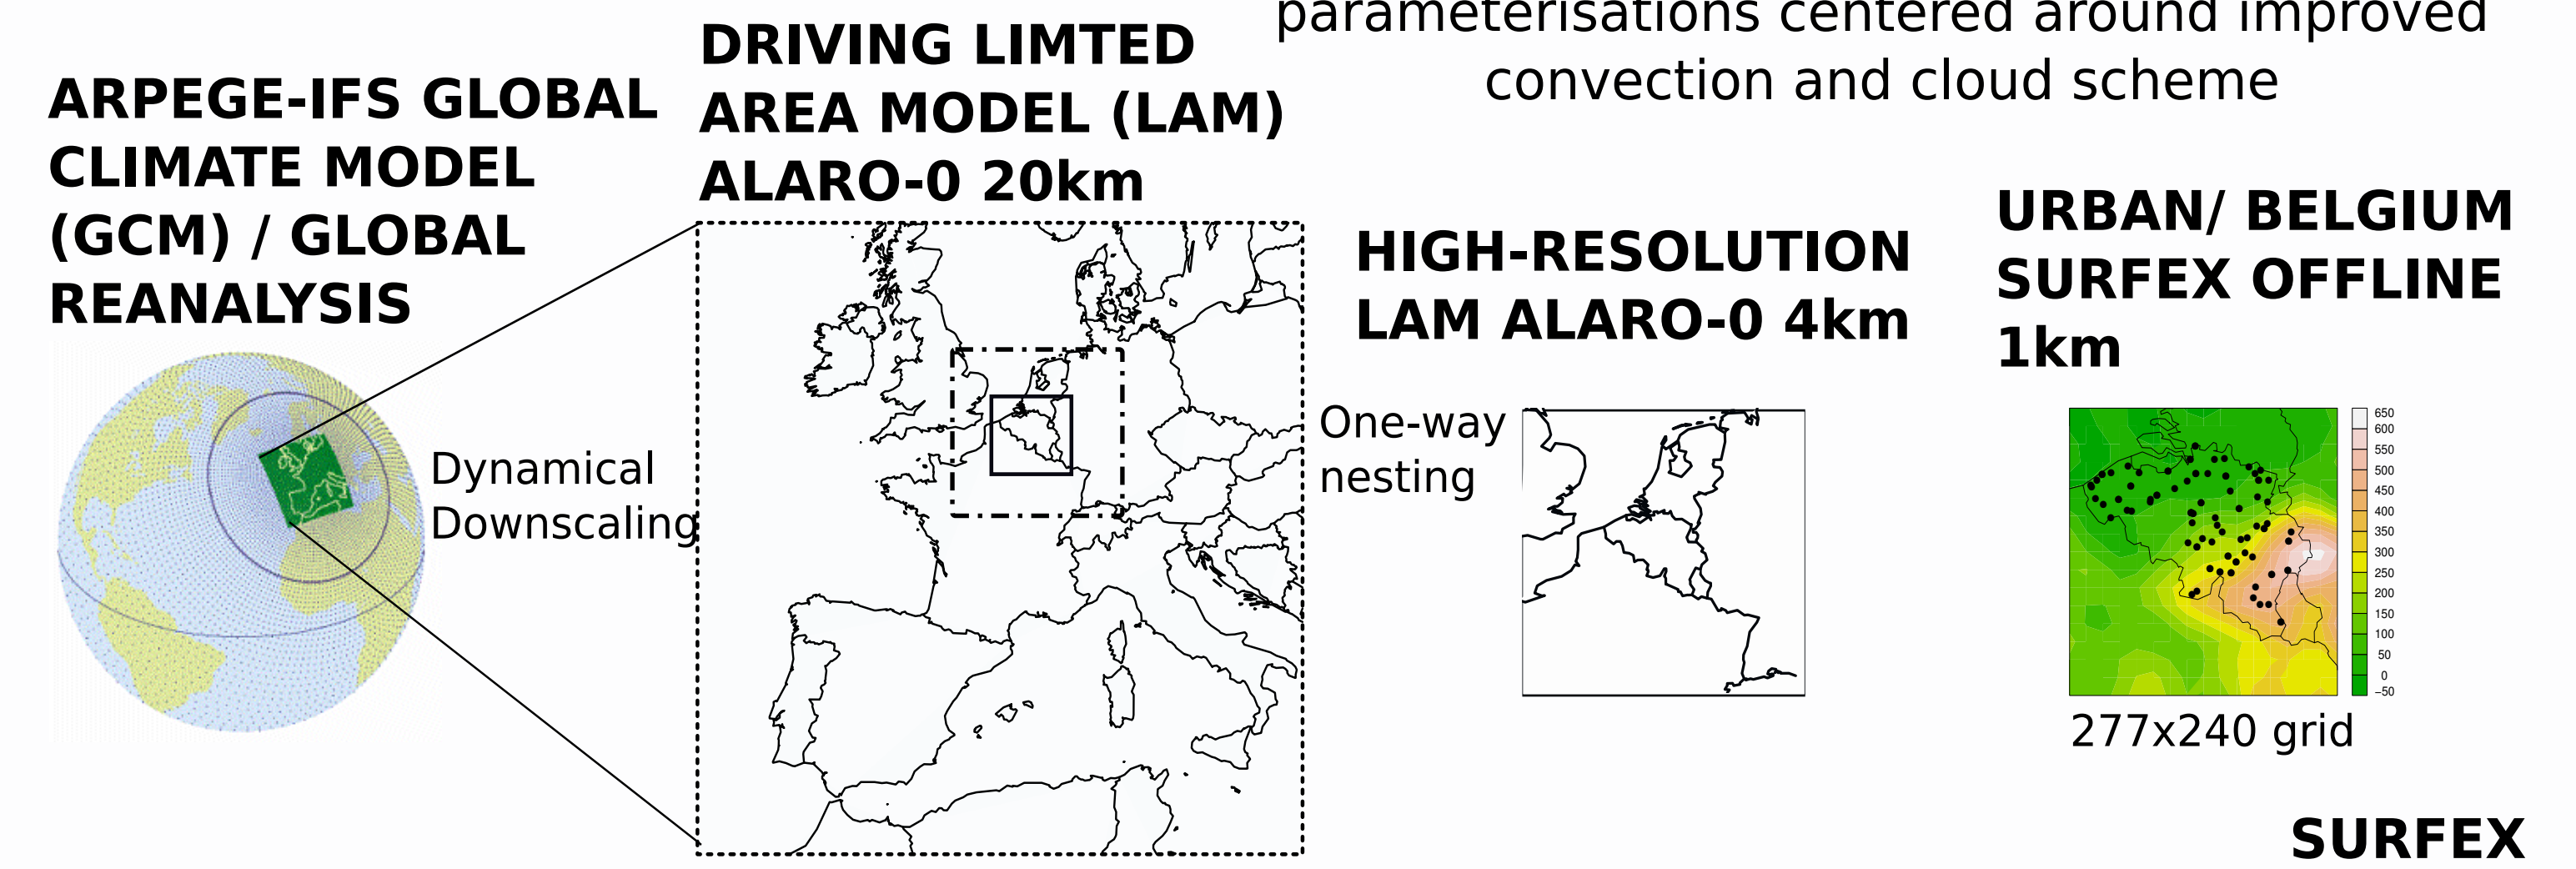 parameterisations centered around improved
convection and cloud scheme
ARPEGE-IFS GLOBAL
CLIMATE MODEL
(GCM) / GLOBAL
REANALYSIS
DRIVING LIMTED
AREA MODEL (LAM)
ALARO-0 20km
HIGH-RESOLUTION
LAM ALARO-0 4km
URBAN/ BELGIUM
SURFEX OFFLINE
1km
Dynamical
Downscaling
One-way
nesting
650
600
550
500
450
400
350
300
250
200
150
100
50
0
−50
277x240 grid
SURFEX